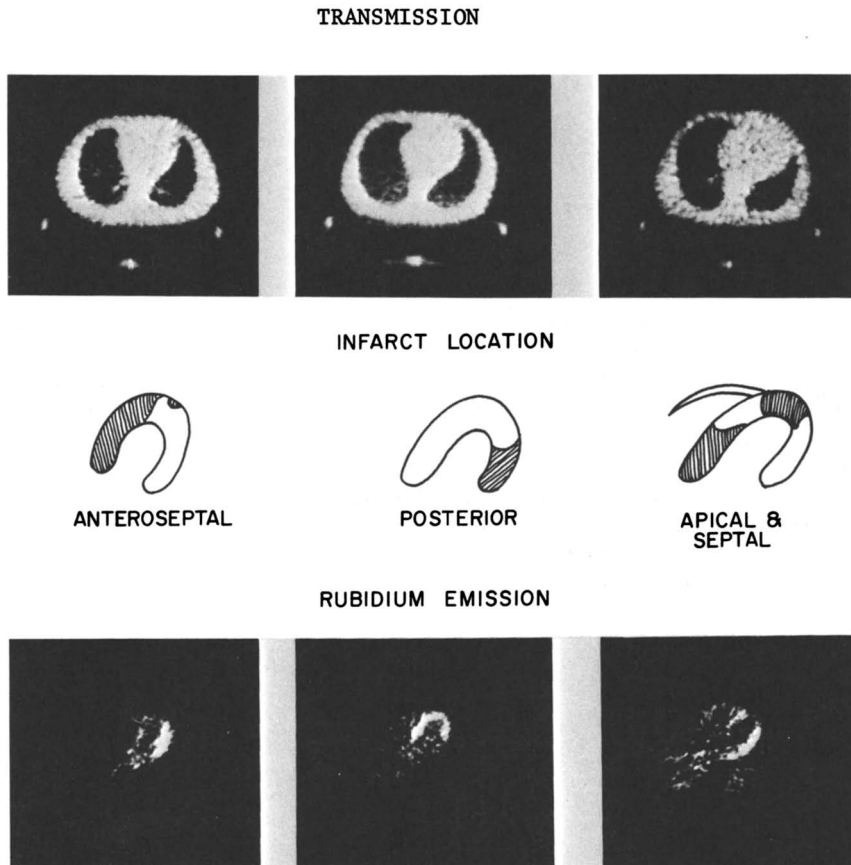 TRANSMISSION
INFARCT LOCATION
ANTEROSEPTAL
POSTERIOR
APICAL &
SEPTAL
RUBIDIUM EMISSION